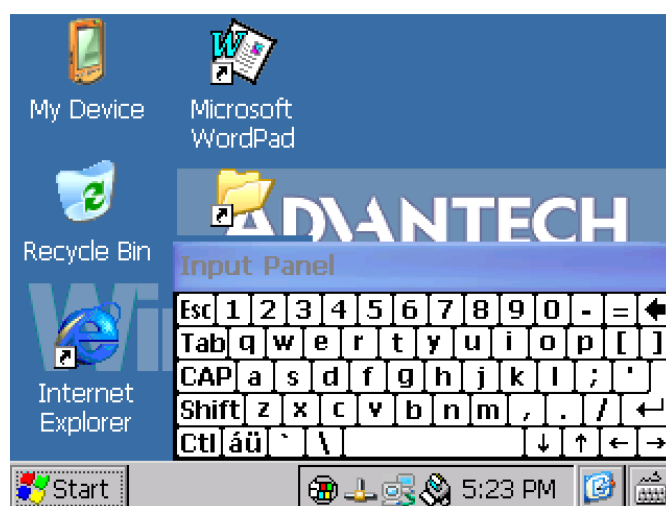 My Device
Microsoft
WordPad
ADVANTECH
Recycle Bin
Input Panel
Wi
Esc 1 2 3 4 5 6 7 8 9 0 - =
Tab q w e r t y u i o p [ ]
CAP a s d f g h j k l ; '
Internet
Explorer
Shift z x c v b n m , . /
Ctl áü ` \
Start
5:23 PM